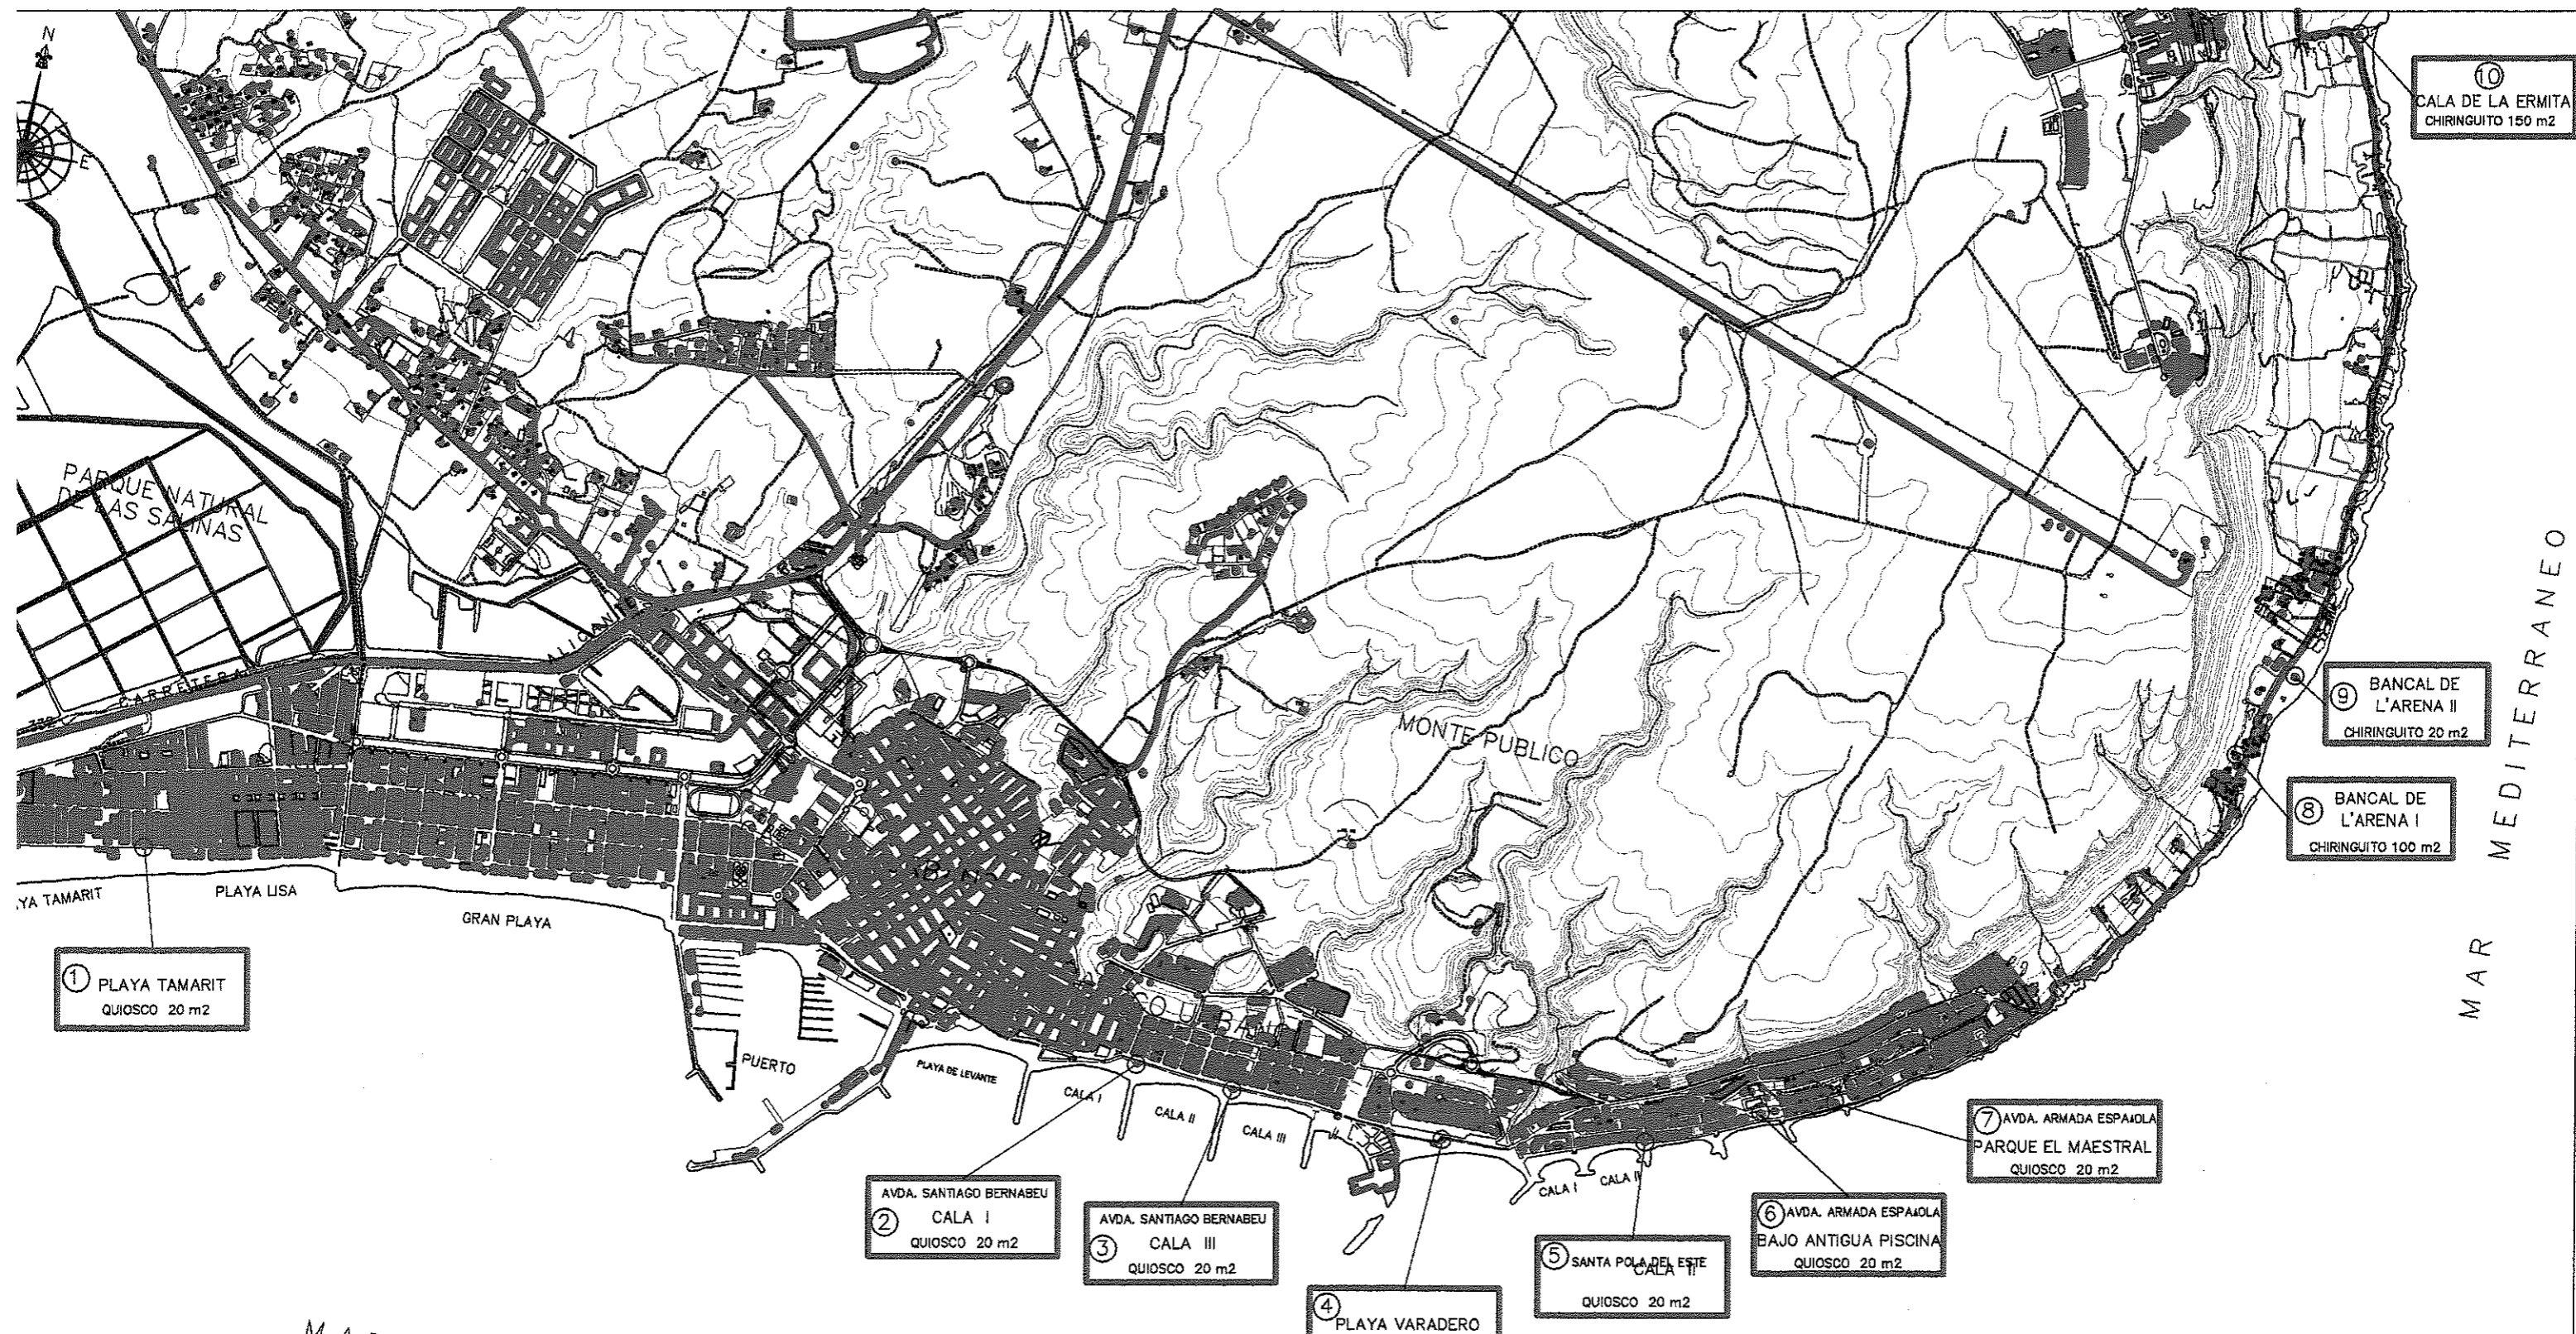 N
E
10
CALA DE LA ERMITA
CHIRINGUITO 150 m2
PARQUE NATURAL
DE LAS SALINAS
MAR MEDITERRANEO
CARRETERA
MONTE PUBLICO
9
BANCAL DE
L'ARENA II
CHIRINGUITO 20 m2
8
BANCAL DE
L'ARENA I
CHIRINGUITO 100 m2
YA TAMARIT
PLAYA LISA
GRAN PLAYA
1 PLAYA TAMARIT
QUIOSCO 20 m2
PUERTO
PLAYA DE LEVANTE
CALA I
CALA II
CALA III
CALA I
CALA II
AVDA. SANTIAGO BERNABEU
2 CALA I
QUIOSCO 20 m2
AVDA. SANTIAGO BERNABEU
3 CALA III
QUIOSCO 20 m2
4
PLAYA VARADERO
5 SANTA POLA DEL ESTE
CALA II
QUIOSCO 20 m2
6 AVDA. ARMADA ESPAÑOLA
BAJO ANTIGUA PISCINA
QUIOSCO 20 m2
7 AVDA. ARMADA ESPAÑOLA
PARQUE EL MAESTRAL
QUIOSCO 20 m2